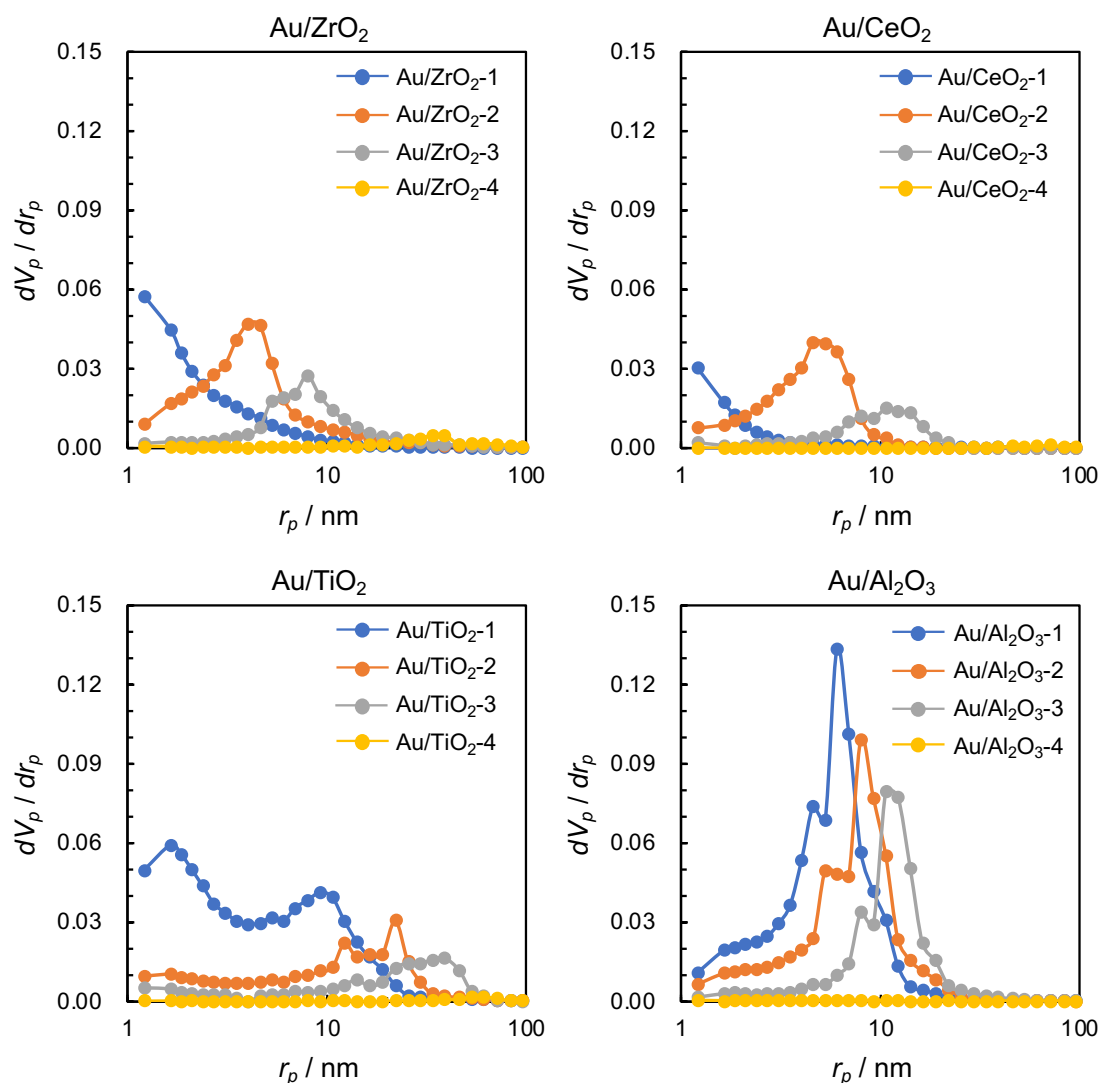 Au/ZrO₂
0.15
0.12
0.09
0.06
0.03
0.00
dVₚ / drₚ
Au/ZrO₂-1
Au/ZrO₂-2
Au/ZrO₂-3
Au/ZrO₂-4
1
10
100
rₚ / nm
Au/CeO₂
0.15
0.12
0.09
0.06
0.03
0.00
dVₚ / drₚ
Au/CeO₂-1
Au/CeO₂-2
Au/CeO₂-3
Au/CeO₂-4
1
10
100
rₚ / nm
Au/TiO₂
0.15
0.12
0.09
0.06
0.03
0.00
dVₚ / drₚ
Au/TiO₂-1
Au/TiO₂-2
Au/TiO₂-3
Au/TiO₂-4
1
10
100
rₚ / nm
Au/Al₂O₃
0.15
0.12
0.09
0.06
0.03
0.00
dVₚ / drₚ
Au/Al₂O₃-1
Au/Al₂O₃-2
Au/Al₂O₃-3
Au/Al₂O₃-4
1
10
100
rₚ / nm